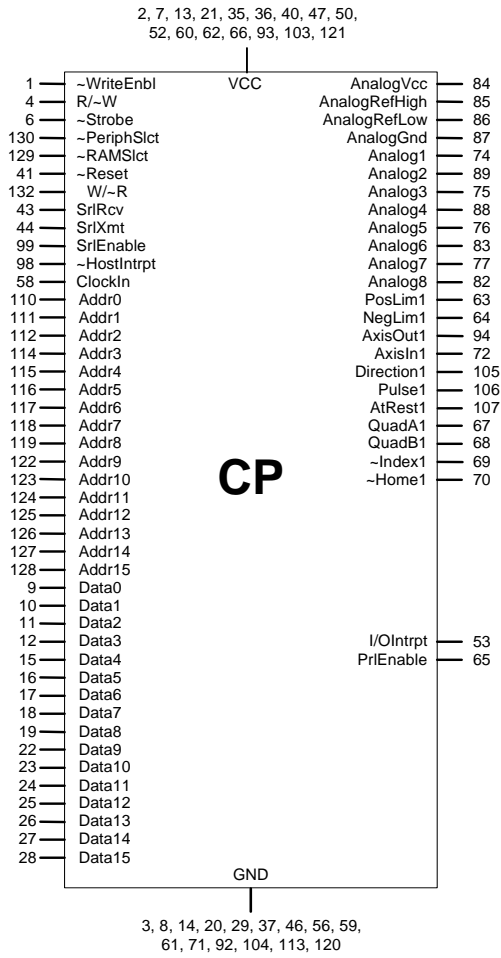 2, 7, 13, 21, 35, 36, 40, 47, 50,
52, 60, 62, 66, 93, 103, 121
VCC
1 ~WriteEnbl
4 R/~W
6 ~Strobe
130 ~PeriphSlct
129 ~RAMSlct
41 ~Reset
132 W/~R
43 SrlRcv
44 SrlXmt
99 SrlEnable
98 ~HostIntrpt
58 ClockIn
110 Addr0
111 Addr1
112 Addr2
114 Addr3
115 Addr4
116 Addr5
117 Addr6
118 Addr7
119 Addr8
122 Addr9
123 Addr10
124 Addr11
125 Addr12
126 Addr13
127 Addr14
128 Addr15
9 Data0
10 Data1
11 Data2
12 Data3
15 Data4
16 Data5
17 Data6
18 Data7
19 Data8
22 Data9
23 Data10
24 Data11
25 Data12
26 Data13
27 Data14
28 Data15
CP
AnalogVcc 84
AnalogRefHigh 85
AnalogRefLow 86
AnalogGnd 87
Analog1 74
Analog2 89
Analog3 75
Analog4 88
Analog5 76
Analog6 83
Analog7 77
Analog8 82
PosLim1 63
NegLim1 64
AxisOut1 94
AxisIn1 72
Direction1 105
Pulse1 106
AtRest1 107
QuadA1 67
QuadB1 68
~Index1 69
~Home1 70
I/OIntrpt 53
PrlEnable 65
GND
3, 8, 14, 20, 29, 37, 46, 56, 59,
61, 71, 92, 104, 113, 120